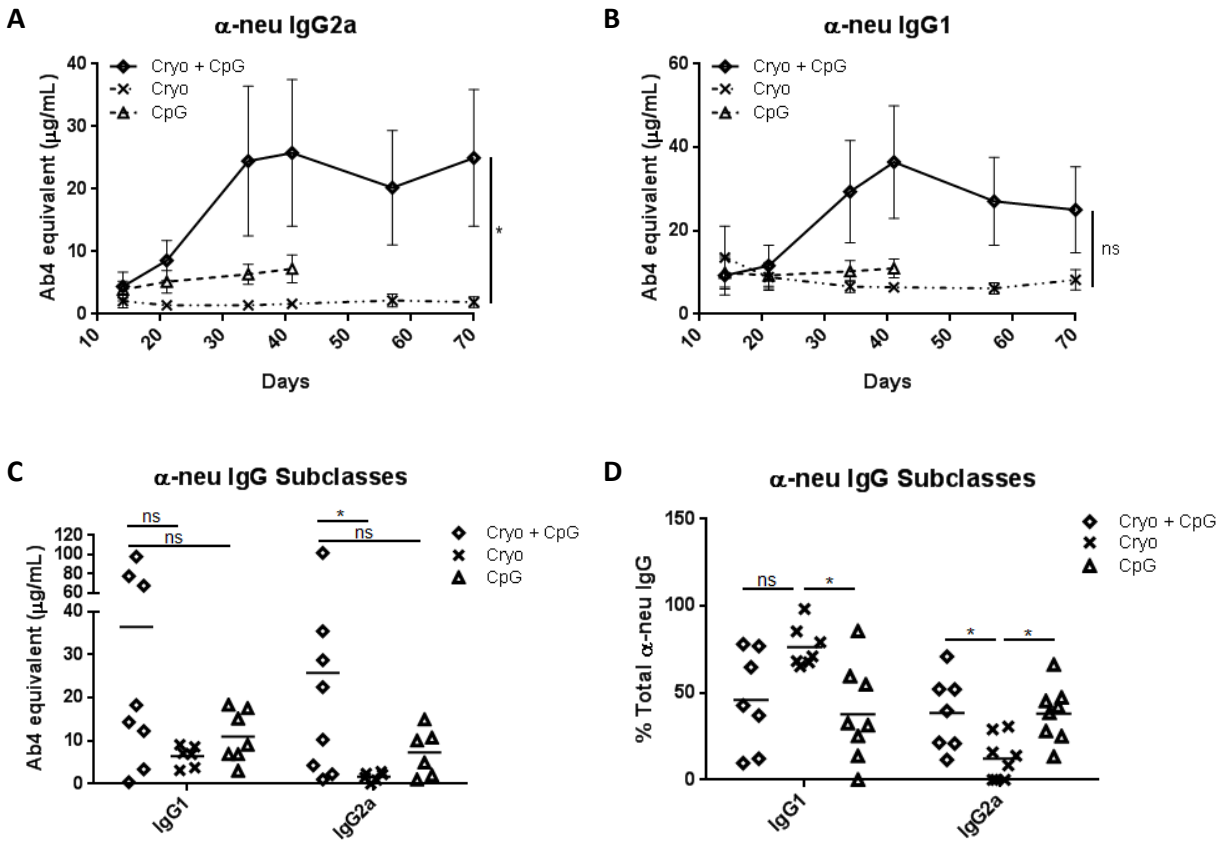 A
α-neu IgG2a
Ab4 equivalent (μg/mL)
40
30
20
10
0
Cryo + CpG
Cryo
CpG
*
10
20
30
40
50
60
70
Days
B
α-neu IgG1
Ab4 equivalent (μg/mL)
60
40
20
0
Cryo + CpG
Cryo
CpG
ns
10
20
30
40
50
60
70
Days
C
α-neu IgG Subclasses
Ab4 equivalent (μg/mL)
120
100
80
60
40
30
20
10
0
ns
ns
*
ns
Cryo + CpG
Cryo
CpG
IgG1
IgG2a
D
α-neu IgG Subclasses
% Total α-neu IgG
150
100
50
0
ns
*
*
*
Cryo + CpG
Cryo
CpG
IgG1
IgG2a